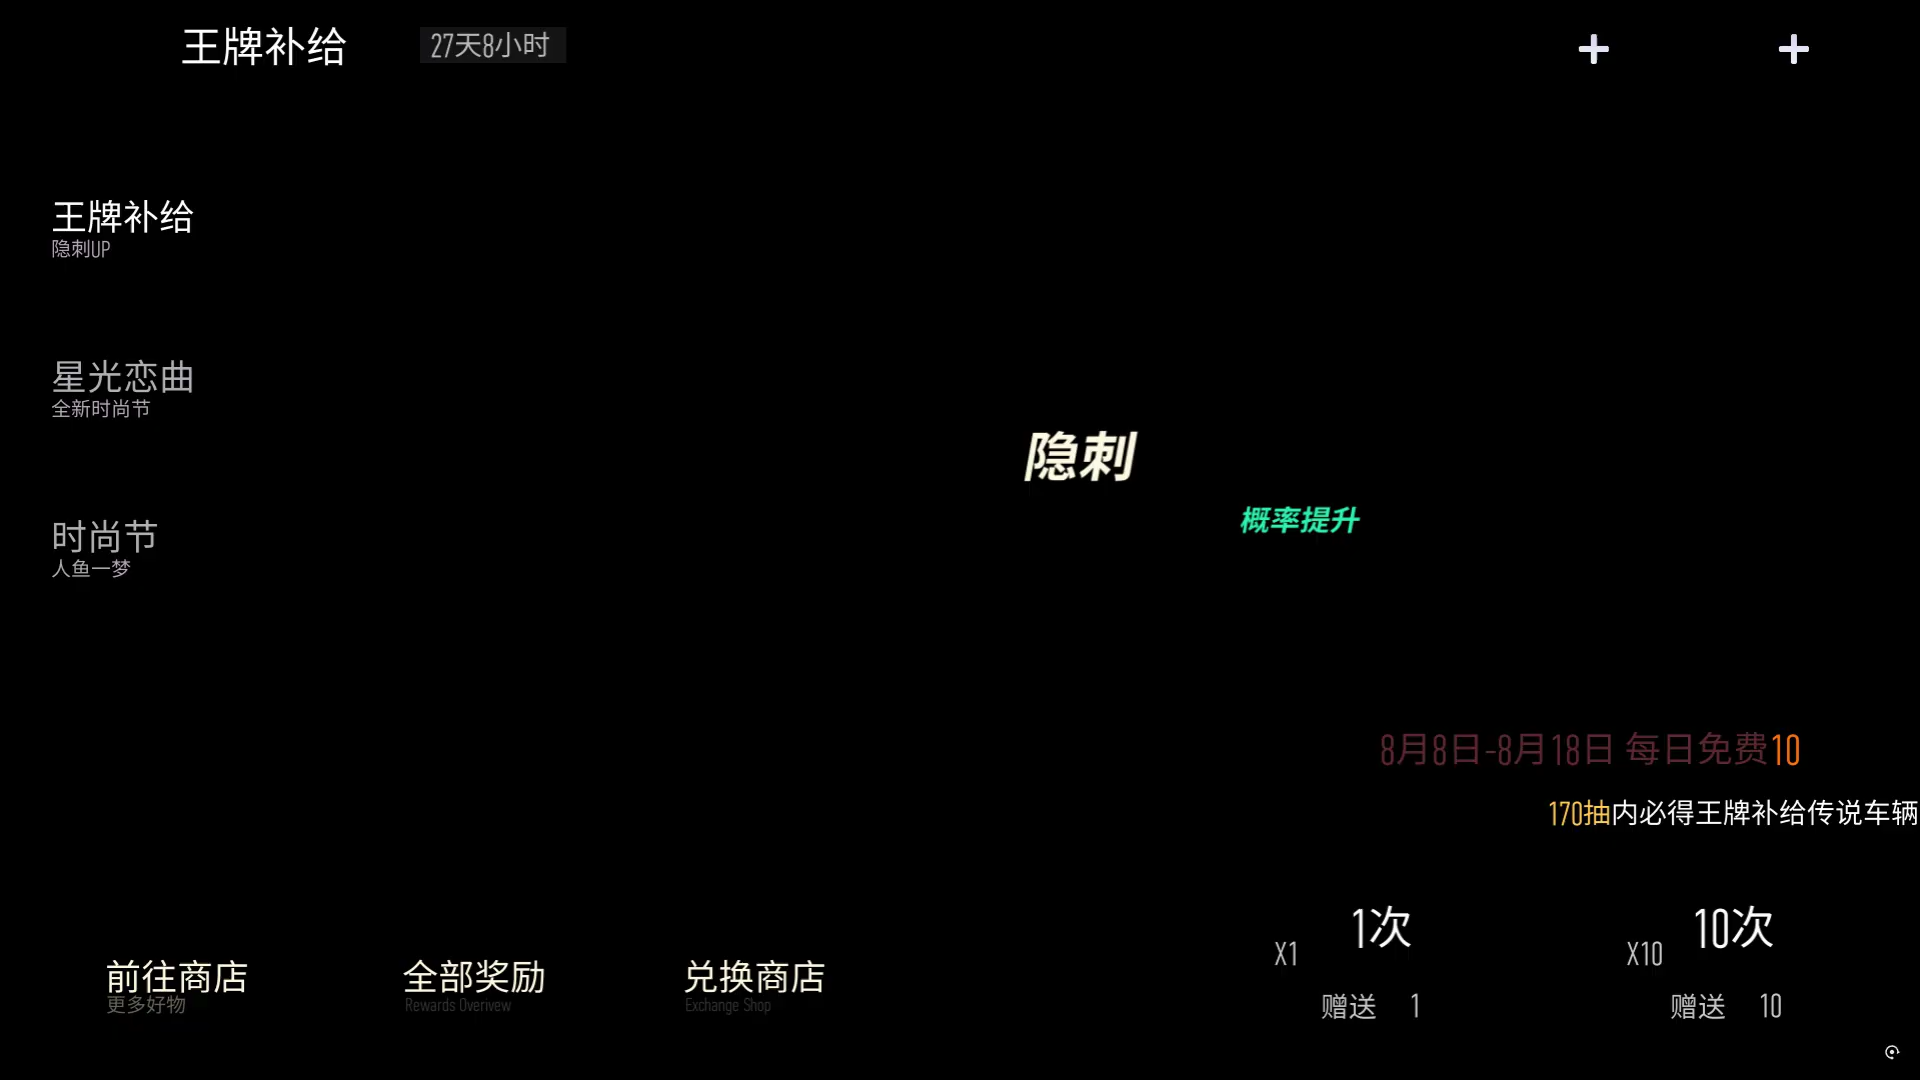 王牌补给
27天8小时
王牌补给
隐刺UP
星光恋曲
全新时尚节
时尚节
人鱼一梦
隐刺
概率提升
8月8日-8月18日 每日免费10
170抽内必得王牌补给传说车辆
X1
1次
赠送 1
X10
10次
赠送 10
前往商店
更多好物
全部奖励
Rewards Overivew
兑换商店
Exchange Shop